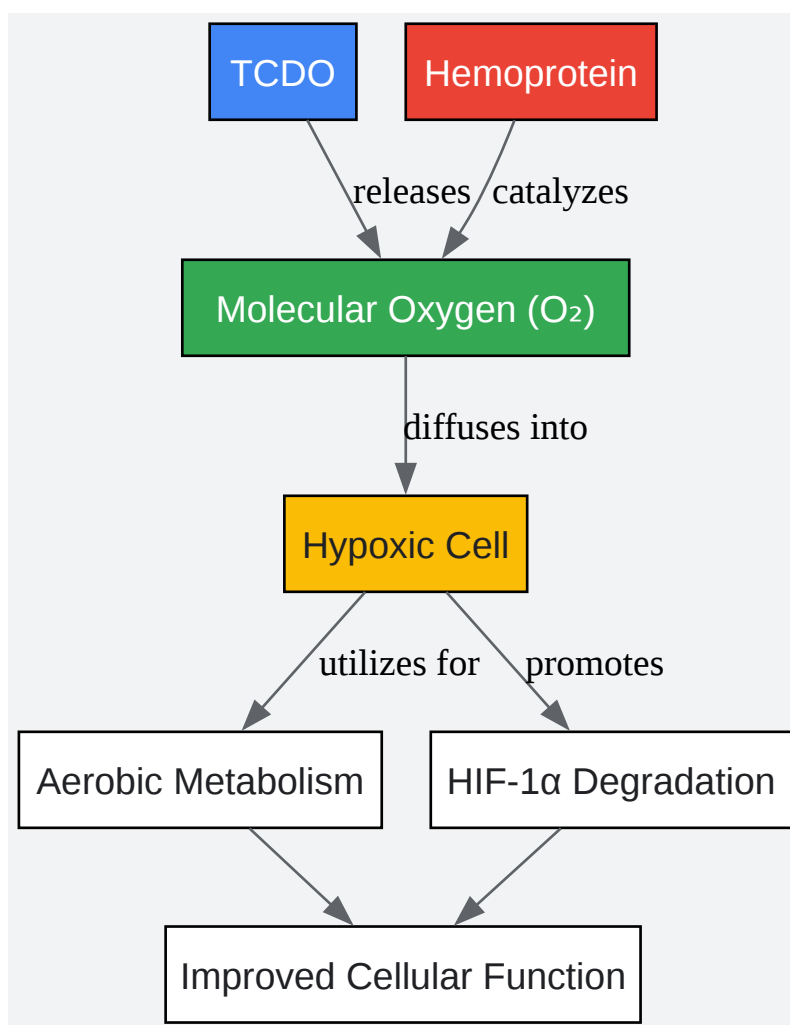 TCDO
Hemoprotein
releases
catalyzes
Molecular Oxygen (O₂)
diffuses into
Hypoxic Cell
utilizes for
promotes
Aerobic Metabolism
HIF-1α Degradation
Improved Cellular Function